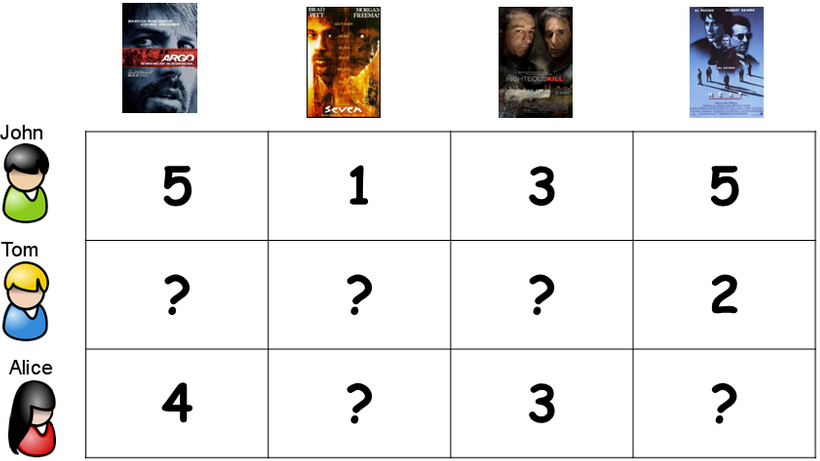 BRAD MORGAN
PITT FREEMAN
ARGO
SEVEN
RIGHTEOUS KILL
AL PACINO ROBERT DE NIRO
HEAT
John
5 1 3 5
Tom
? ? ? 2
Alice
4 ? 3 ?